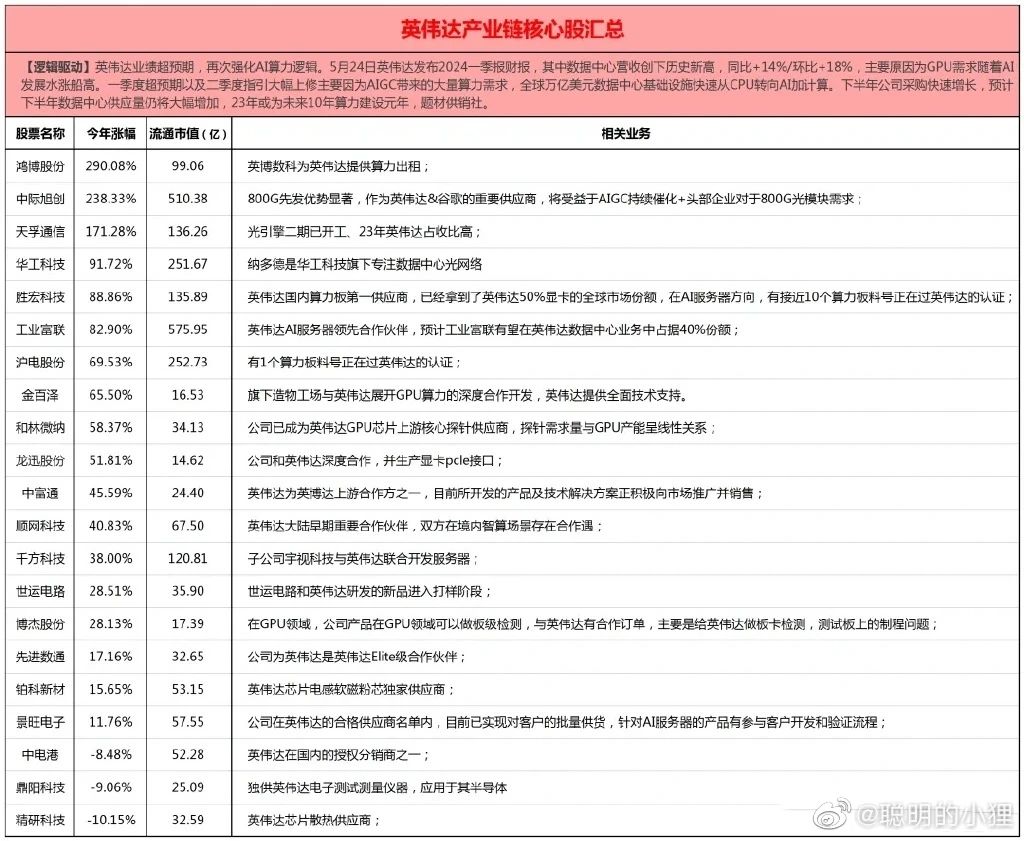 英伟达产业链核心股汇总
【逻辑驱动】英伟达业绩超预期，再次强化AI算力逻辑。5月24日英伟达发布2024一季报财报，其中数据中心营收创下历史新高，同比+14%/环比+18%，主要原因为GPU需求随着AI
发展水涨船高。一季度超预期以及二季度指引大幅上修主要因为AIGC带来的大量算力需求，全球万亿美元数据中心基础设施快速从CPU转向AI加计算。下半年公司采购快速增长，预计
下半年数据中心供应量仍将大幅增加，23年或为未来10年算力建设元年，题材供销社。
股票名称 今年涨幅 流通市值（亿） 相关业务
鸿博股份 290.08% 99.06 英博数科为英伟达提供算力出租；
中际旭创 238.33% 510.38 800G先发优势显著，作为英伟达&谷歌的重要供应商，将受益于AIGC持续催化+头部企业对于800G光模块需求；
天孚通信 171.28% 136.26 光引擎二期已开工、23年英伟达占收比高；
华工科技 91.72% 251.67 纳多德是华工科技旗下专注数据中心光网络
胜宏科技 88.86% 135.89 英伟达国内算力板第一供应商，已经拿到了英伟达50%显卡的全球市场份额，在AI服务器方向，有接近10个算力板料号正在过英伟达的认证；
工业富联 82.90% 575.95 英伟达AI服务器领先合作伙伴，预计工业富联有望在英伟达数据中心业务中占据40%份额；
沪电股份 69.53% 252.73 有1个算力板料号正在过英伟达的认证；
金百泽 65.50% 16.53 旗下造物工场与英伟达展开GPU算力的深度合作开发，英伟达提供全面技术支持。
和林微纳 58.37% 34.13 公司已成为英伟达GPU芯片上游核心探针供应商，探针需求量与GPU产能呈线性关系；
龙迅股份 51.81% 14.62 公司和英伟达深度合作，并生产显卡pcle接口；
中富通 45.59% 24.40 英伟达为英博达上游合作方之一，目前所开发的产品及技术解决方案正积极向市场推广并销售；
顺网科技 40.83% 67.50 英伟达大陆早期重要合作伙伴，双方在境内智算场景存在合作遇；
千方科技 38.00% 120.81 子公司宇视科技与英伟达联合开发服务器；
世运电路 28.51% 35.90 世运电路和英伟达研发的新品进入打样阶段；
博杰股份 28.13% 17.39 在GPU领域，公司产品在GPU领域可以做板级检测，与英伟达有合作订单，主要是给英伟达做板卡检测，测试板上的制程问题；
先进数通 17.16% 32.65 公司为英伟达是英伟达Elite级合作伙伴；
铂科新材 15.65% 53.15 英伟达芯片电感软磁粉芯独家供应商；
景旺电子 11.76% 57.55 公司在英伟达的合格供应商名单内，目前已实现对客户的批量供货，针对AI服务器的产品有参与客户开发和验证流程；
中电港 -8.48% 52.28 英伟达在国内的授权分销商之一；
鼎阳科技 -9.06% 25.09 独供英伟达电子测试测量仪器，应用于其半导体
精研科技 -10.15% 32.59 英伟达芯片散热供应商；
@聪明的小狸